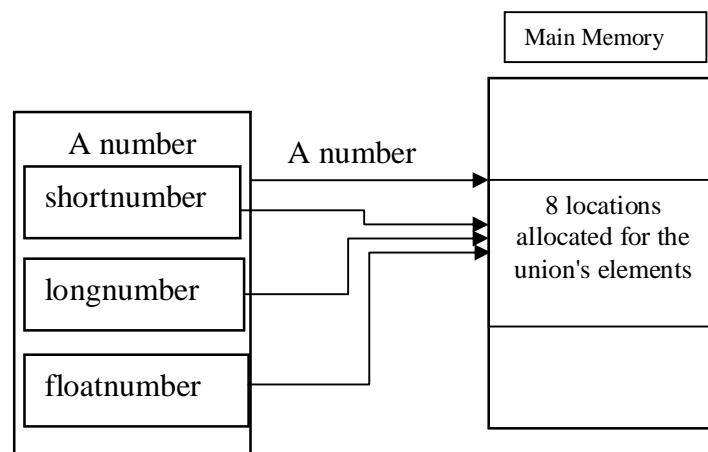 Main Memory
A number
A number
shortnumber
longnumber
floatnumber
8 locations
allocated for the
union's elements